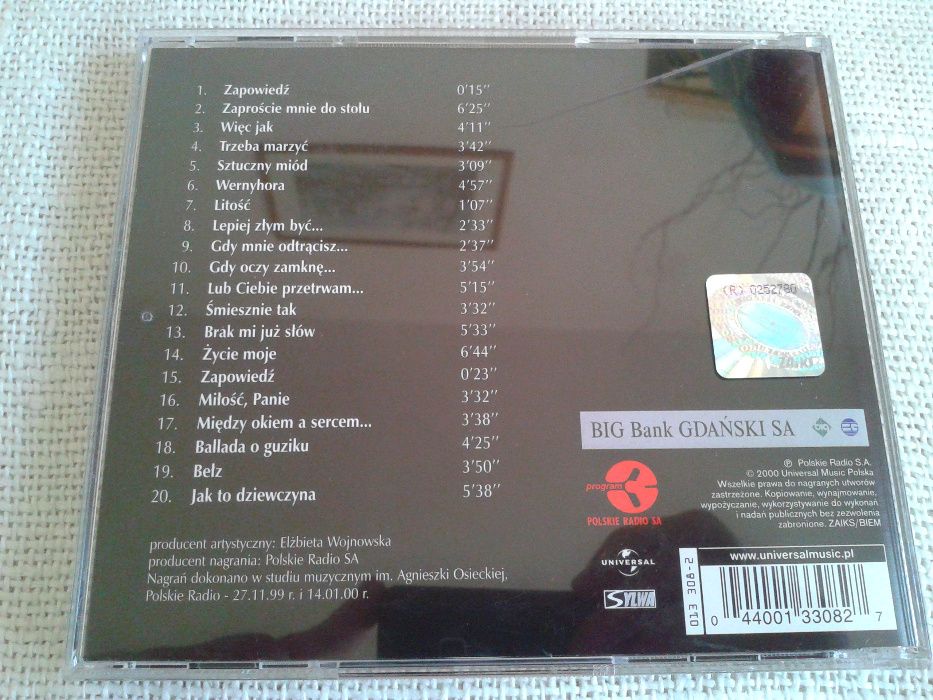 1. Zapowiedź 0'15''
2. Zaproście mnie do stołu 6'25''
3. Więc jak 4'11''
4. Trzeba marzyć 3'42''
5. Sztuczny miód 3'09''
6. Wernyhora 4'57''
7. Litość 1'07''
8. Lepiej złym być... 2'33''
9. Gdy mnie odtrącisz... 2'37''
10. Gdy oczy zamknę... 3'54''
11. Lub Ciebie przetrwam... 5'15''
12. Śmiesznie tak 3'32''
13. Brak mi już słów 5'33''
14. Życie moje 6'44''
15. Zapowiedź 0'23''
16. Miłość, Panie 3'32''
17. Między okiem a sercem... 3'38''
18. Ballada o guziku 4'25''
19. Bełz 3'50''
20. Jak to dziewczyna 5'38''
producent artystyczny: Elżbieta Wojnowska
producent nagrania: Polskie Radio SA
Nagrań dokonano w studiu muzycznym im. Agnieszki Osieckiej,
Polskie Radio - 27.11.99 r. i 14.01.00 r.
(R) 0252780
BIG Bank GDAŃSKI SA
program
POLSKIE RADIO SA
℗ Polskie Radio S.A.
© 2000 Universal Music Polska
Wszelkie prawa do nagranych utworów
zastrzeżone. Kopiowanie, wynajmowanie,
wypożyczanie, wykorzystywanie do wykonań
i nadań publicznych bez zezwolenia
zabronione. ZAIKS/BIEM
UNIVERSAL
SYLWA
013 308-2
www.universalmusic.pl
0 44001 33082 7